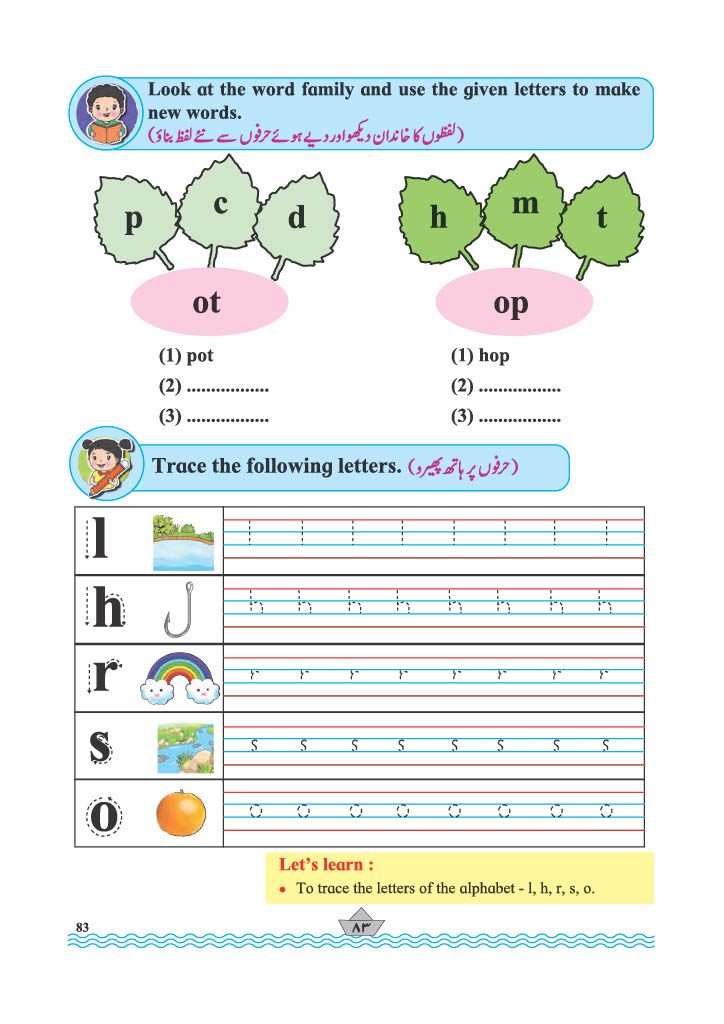 Look at the word family and use the given letters to make
new words.
(لفظوں کا خاندان دیکھو اور دیے ہوئے حرفوں سے نئے لفظ بناؤ)
p c d h m t
ot op
(1) pot (1) hop
(2) ................. (2) .................
(3) ................. (3) .................
Trace the following letters. (حرفوں پر ہاتھ پھیرو)
l l l l l l l l l
h h h h h h h h h
r r r r r r r r r
s s s s s s s s s
o o o o o o o o o
Let’s learn :
• To trace the letters of the alphabet - l, h, r, s, o.
83 ۸۳